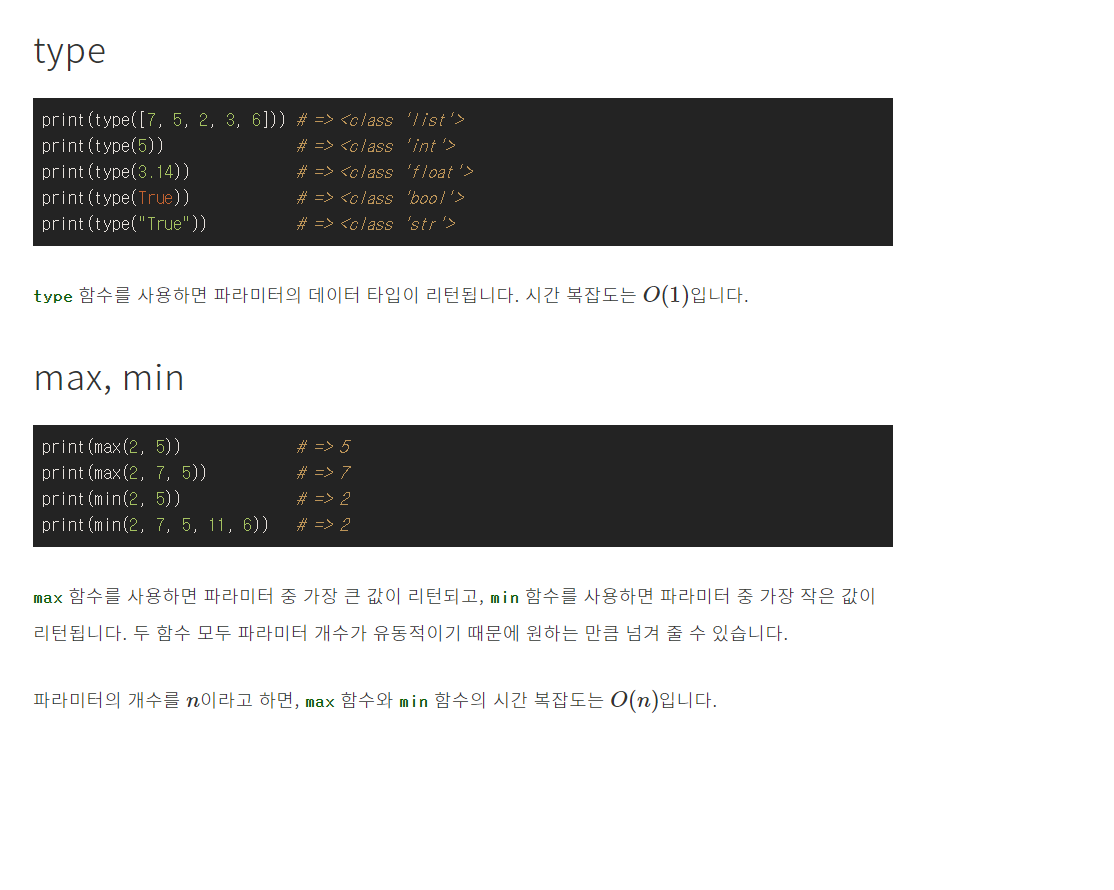 type
print(type([7, 5, 2, 3, 6])) # => <class 'list'>
print(type(5)) # => <class 'int'>
print(type(3.14)) # => <class 'float'>
print(type(True)) # => <class 'bool'>
print(type("True")) # => <class 'str'>
type 함수를 사용하면 파라미터의 데이터 타입이 리턴됩니다. 시간 복잡도는 O(1)입니다.
max, min
print(max(2, 5)) # => 5
print(max(2, 7, 5)) # => 7
print(min(2, 5)) # => 2
print(min(2, 7, 5, 11, 6)) # => 2
max 함수를 사용하면 파라미터 중 가장 큰 값이 리턴되고, min 함수를 사용하면 파라미터 중 가장 작은 값이
리턴됩니다. 두 함수 모두 파라미터 개수가 유동적이기 때문에 원하는 만큼 넘겨 줄 수 있습니다.
파라미터의 개수를 n이라고 하면, max 함수와 min 함수의 시간 복잡도는 O(n)입니다.